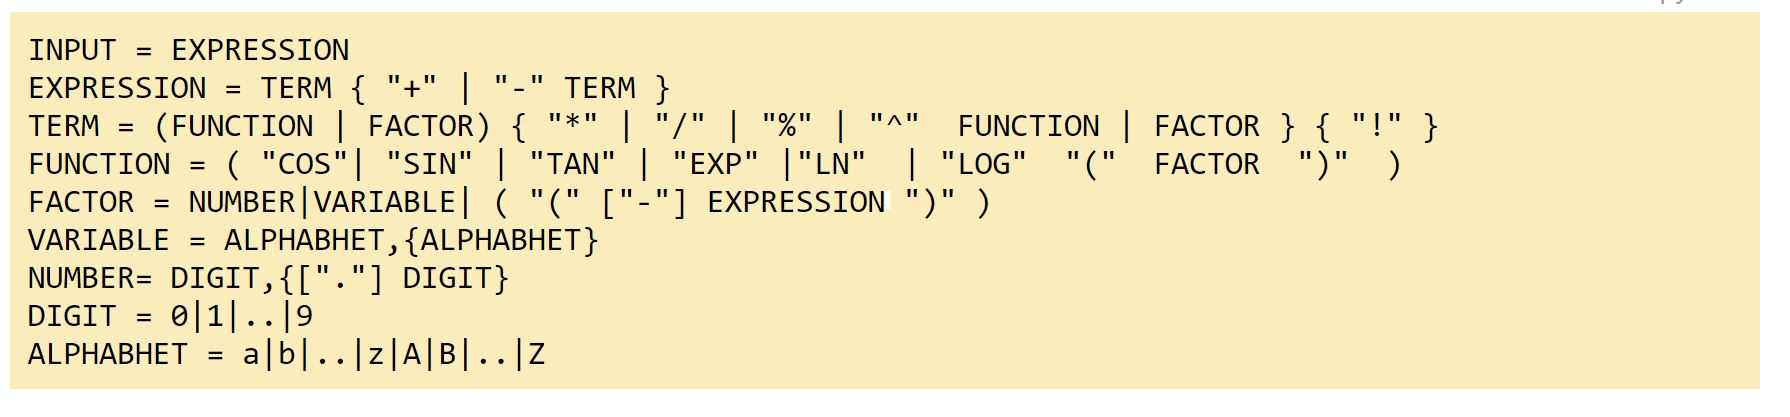 INPUT = EXPRESSION
EXPRESSION = TERM { "+" | "-" TERM }
TERM = (FUNCTION | FACTOR) { "*" | "/" | "%" | "^"  FUNCTION | FACTOR } { "!" }
FUNCTION = ( "COS"| "SIN" | "TAN" | "EXP" |"LN"  | "LOG"  "("  FACTOR  ")"  )
FACTOR = NUMBER|VARIABLE| ( "(" ["-"] EXPRESSION ")" )
VARIABLE = ALPHABHET,{ALPHABHET}
NUMBER= DIGIT,{["."] DIGIT}
DIGIT = 0|1|..|9
ALPHABHET = a|b|..|z|A|B|..|Z